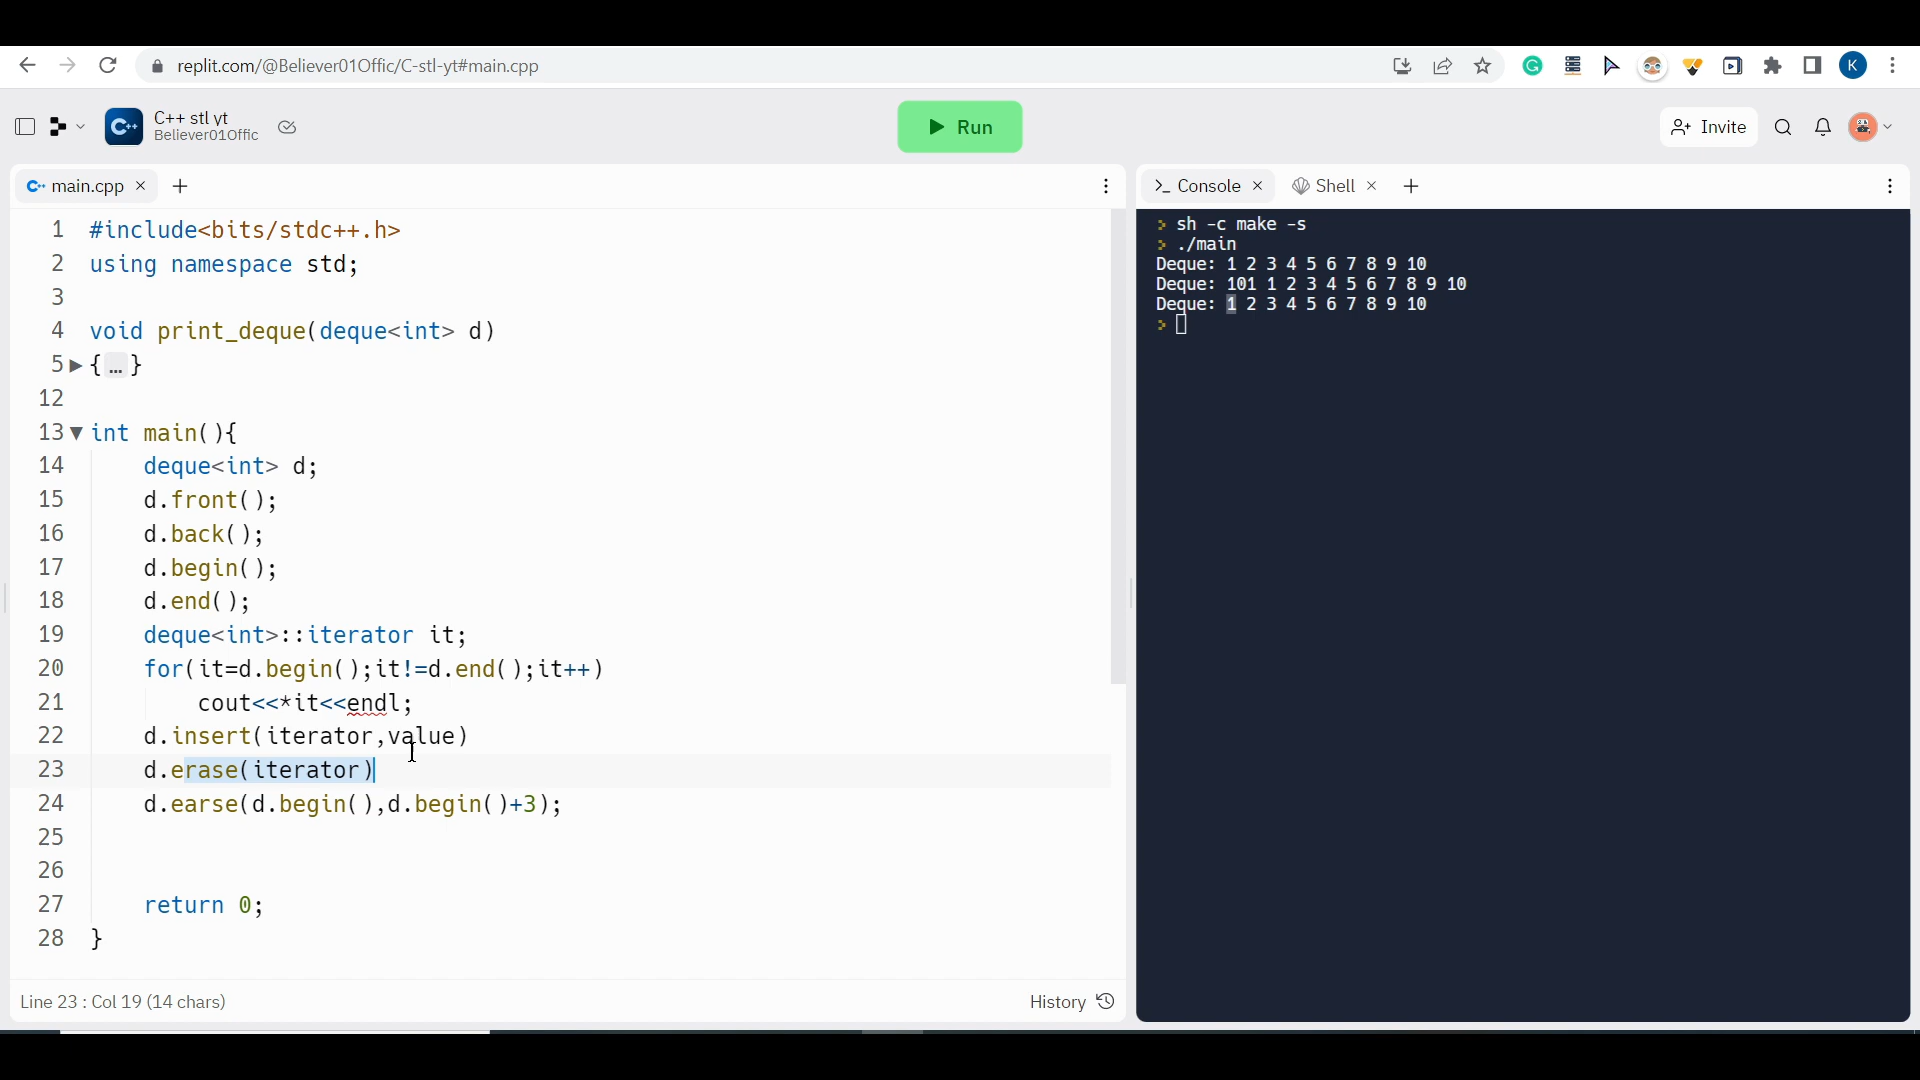 replit.com/@Believer01Offic/C-stl-yt#main.cpp
K
C++
C++ stl yt
Believer01Offic
Run
Invite
main.cpp
Console
Shell
1 #include<bits/stdc++.h>
2 using namespace std;
3
4 void print_deque(deque<int> d)
5 {…}
12
13 int main(){
14 deque<int> d;
15 d.front();
16 d.back();
17 d.begin();
18 d.end();
19 deque<int>::iterator it;
20 for(it=d.begin();it!=d.end();it++)
21 cout<<*it<<endl;
22 d.insert(iterator,value)
23 d.erase(iterator)
24 d.earse(d.begin(),d.begin()+3);
25
26
27 return 0;
28 }
Line 23 : Col 19 (14 chars)
History
> sh -c make -s
> ./main
Deque: 1 2 3 4 5 6 7 8 9 10
Deque: 101 1 2 3 4 5 6 7 8 9 10
Deque: 1 2 3 4 5 6 7 8 9 10
>